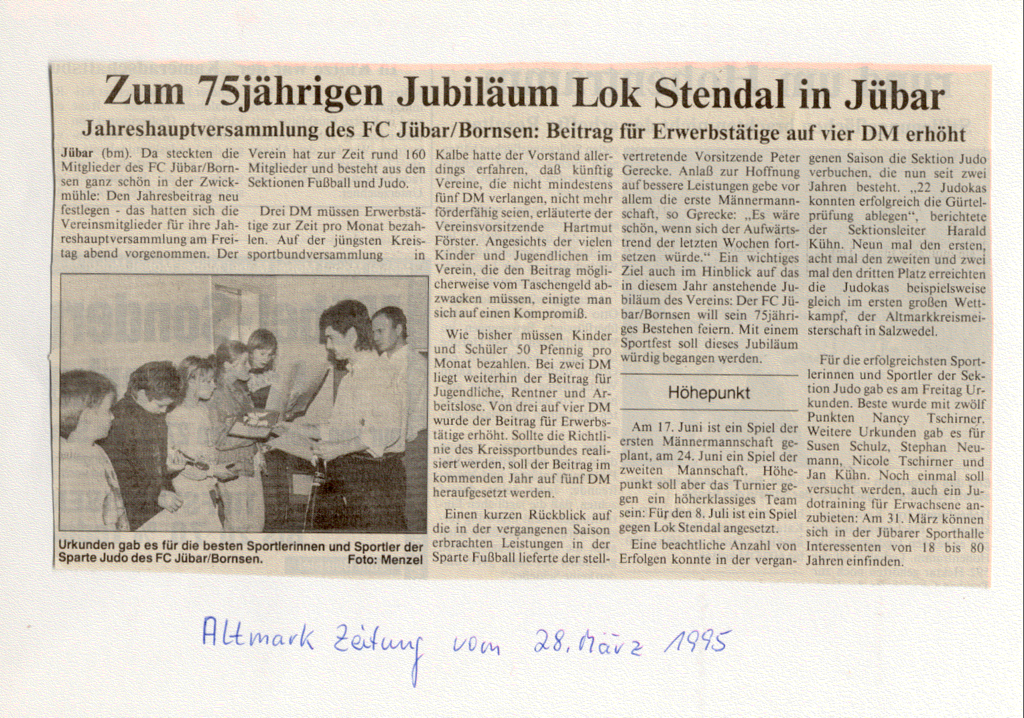 Zum 75jährigen Jubiläum Lok Stendal in Jübar
Jahreshauptversammlung des FC Jübar/Bornsen: Beitrag für Erwerbstätige auf vier DM erhöht
Jübar (bm). Da steckten die
Mitglieder des FC Jübar/Born-
sen ganz schön in der Zwick-
mühle: Den Jahresbeitrag neu
festlegen - das hatten sich die
Vereinsmitglieder für ihre Jah-
reshauptversammlung am Frei-
tag abend vorgenommen. Der
Verein hat zur Zeit rund 160
Mitglieder und besteht aus den
Sektionen Fußball und Judo.
Drei DM müssen Erwerbstä-
tige zur Zeit pro Monat bezah-
len. Auf der jüngsten Kreis-
sportbundversammlung in
Kalbe hatte der Vorstand aller-
dings erfahren, daß künftig
Vereine, die nicht mindestens
fünf DM verlangen, nicht mehr
förderfähig seien, erläuterte der
Vereinsvorsitzende Hartmut
Förster. Angesichts der vielen
Kinder und Jugendlichen im
Verein, die den Beitrag mögli-
cherweise vom Taschengeld ab-
zwacken müssen, einigte man
sich auf einen Kompromiß.
Wie bisher müssen Kinder
und Schüler 50 Pfennig pro
Monat bezahlen. Bei zwei DM
liegt weiterhin der Beitrag für
Jugendliche, Rentner und Ar-
beitslose. Von drei auf vier DM
wurde der Beitrag für Erwerbs-
tätige erhöht. Sollte die Richtli-
nie des Kreissportbundes reali-
siert werden, soll der Beitrag im
kommenden Jahr auf fünf DM
heraufgesetzt werden.
Einen kurzen Rückblick auf
die in der vergangenen Saison
erbrachten Leistungen in der
Sparte Fußball lieferte der stell-
vertretende Vorsitzende Peter
Gerecke. Anlaß zur Hoffnung
auf bessere Leistungen gebe vor
allem die erste Männermann-
schaft, so Gerecke: „Es wäre
schön, wenn sich der Aufwärts-
trend der letzten Wochen fort-
setzen würde.“ Ein wichtiges
Ziel auch im Hinblick auf das
in diesem Jahr anstehende Ju-
biläum des Vereins: Der FC Jü-
bar/Bornsen will sein 75jähri-
ges Bestehen feiern. Mit einem
Sportfest soll dieses Jubiläum
würdig begangen werden.
Höhepunkt
Am 17. Juni ist ein Spiel der
ersten Männermannschaft ge-
plant, am 24. Juni ein Spiel der
zweiten Mannschaft. Höhe-
punkt soll aber das Turnier ge-
gen ein höherklassiges Team
sein: Für den 8. Juli ist ein Spiel
gegen Lok Stendal angesetzt.
Eine beachtliche Anzahl von
Erfolgen konnte in der vergan-
genen Saison die Sektion Judo
verbuchen, die nun seit zwei
Jahren besteht. „22 Judokas
konnten erfolgreich die Gürtel-
prüfung ablegen“, berichtete
der Sektionsleiter Harald
Kühn. Neun mal den ersten,
acht mal den zweiten und zwei
mal den dritten Platz erreichten
die Judokas beispielsweise
gleich im ersten großen Wett-
kampf, der Altmarkkreismei-
sterschaft in Salzwedel.
Für die erfolgreichsten Sport-
lerinnen und Sportler der Sek-
tion Judo gab es am Freitag Ur-
kunden. Beste wurde mit zwölf
Punkten Nancy Tschirner.
Weitere Urkunden gab es für
Susen Schulz, Stephan Neu-
mann, Nicole Tschirner und
Jan Kühn. Noch einmal soll
versucht werden, auch ein Ju-
dotraining für Erwachsene an-
zubieten: Am 31. März können
sich in der Jübarer Sporthalle
Interessenten von 18 bis 80
Jahren einfinden.
Urkunden gab es für die besten Sportlerinnen und Sportler der
Sparte Judo des FC Jübar/Bornsen. Foto: Menzel
Altmark Zeitung vom 28. März 1995